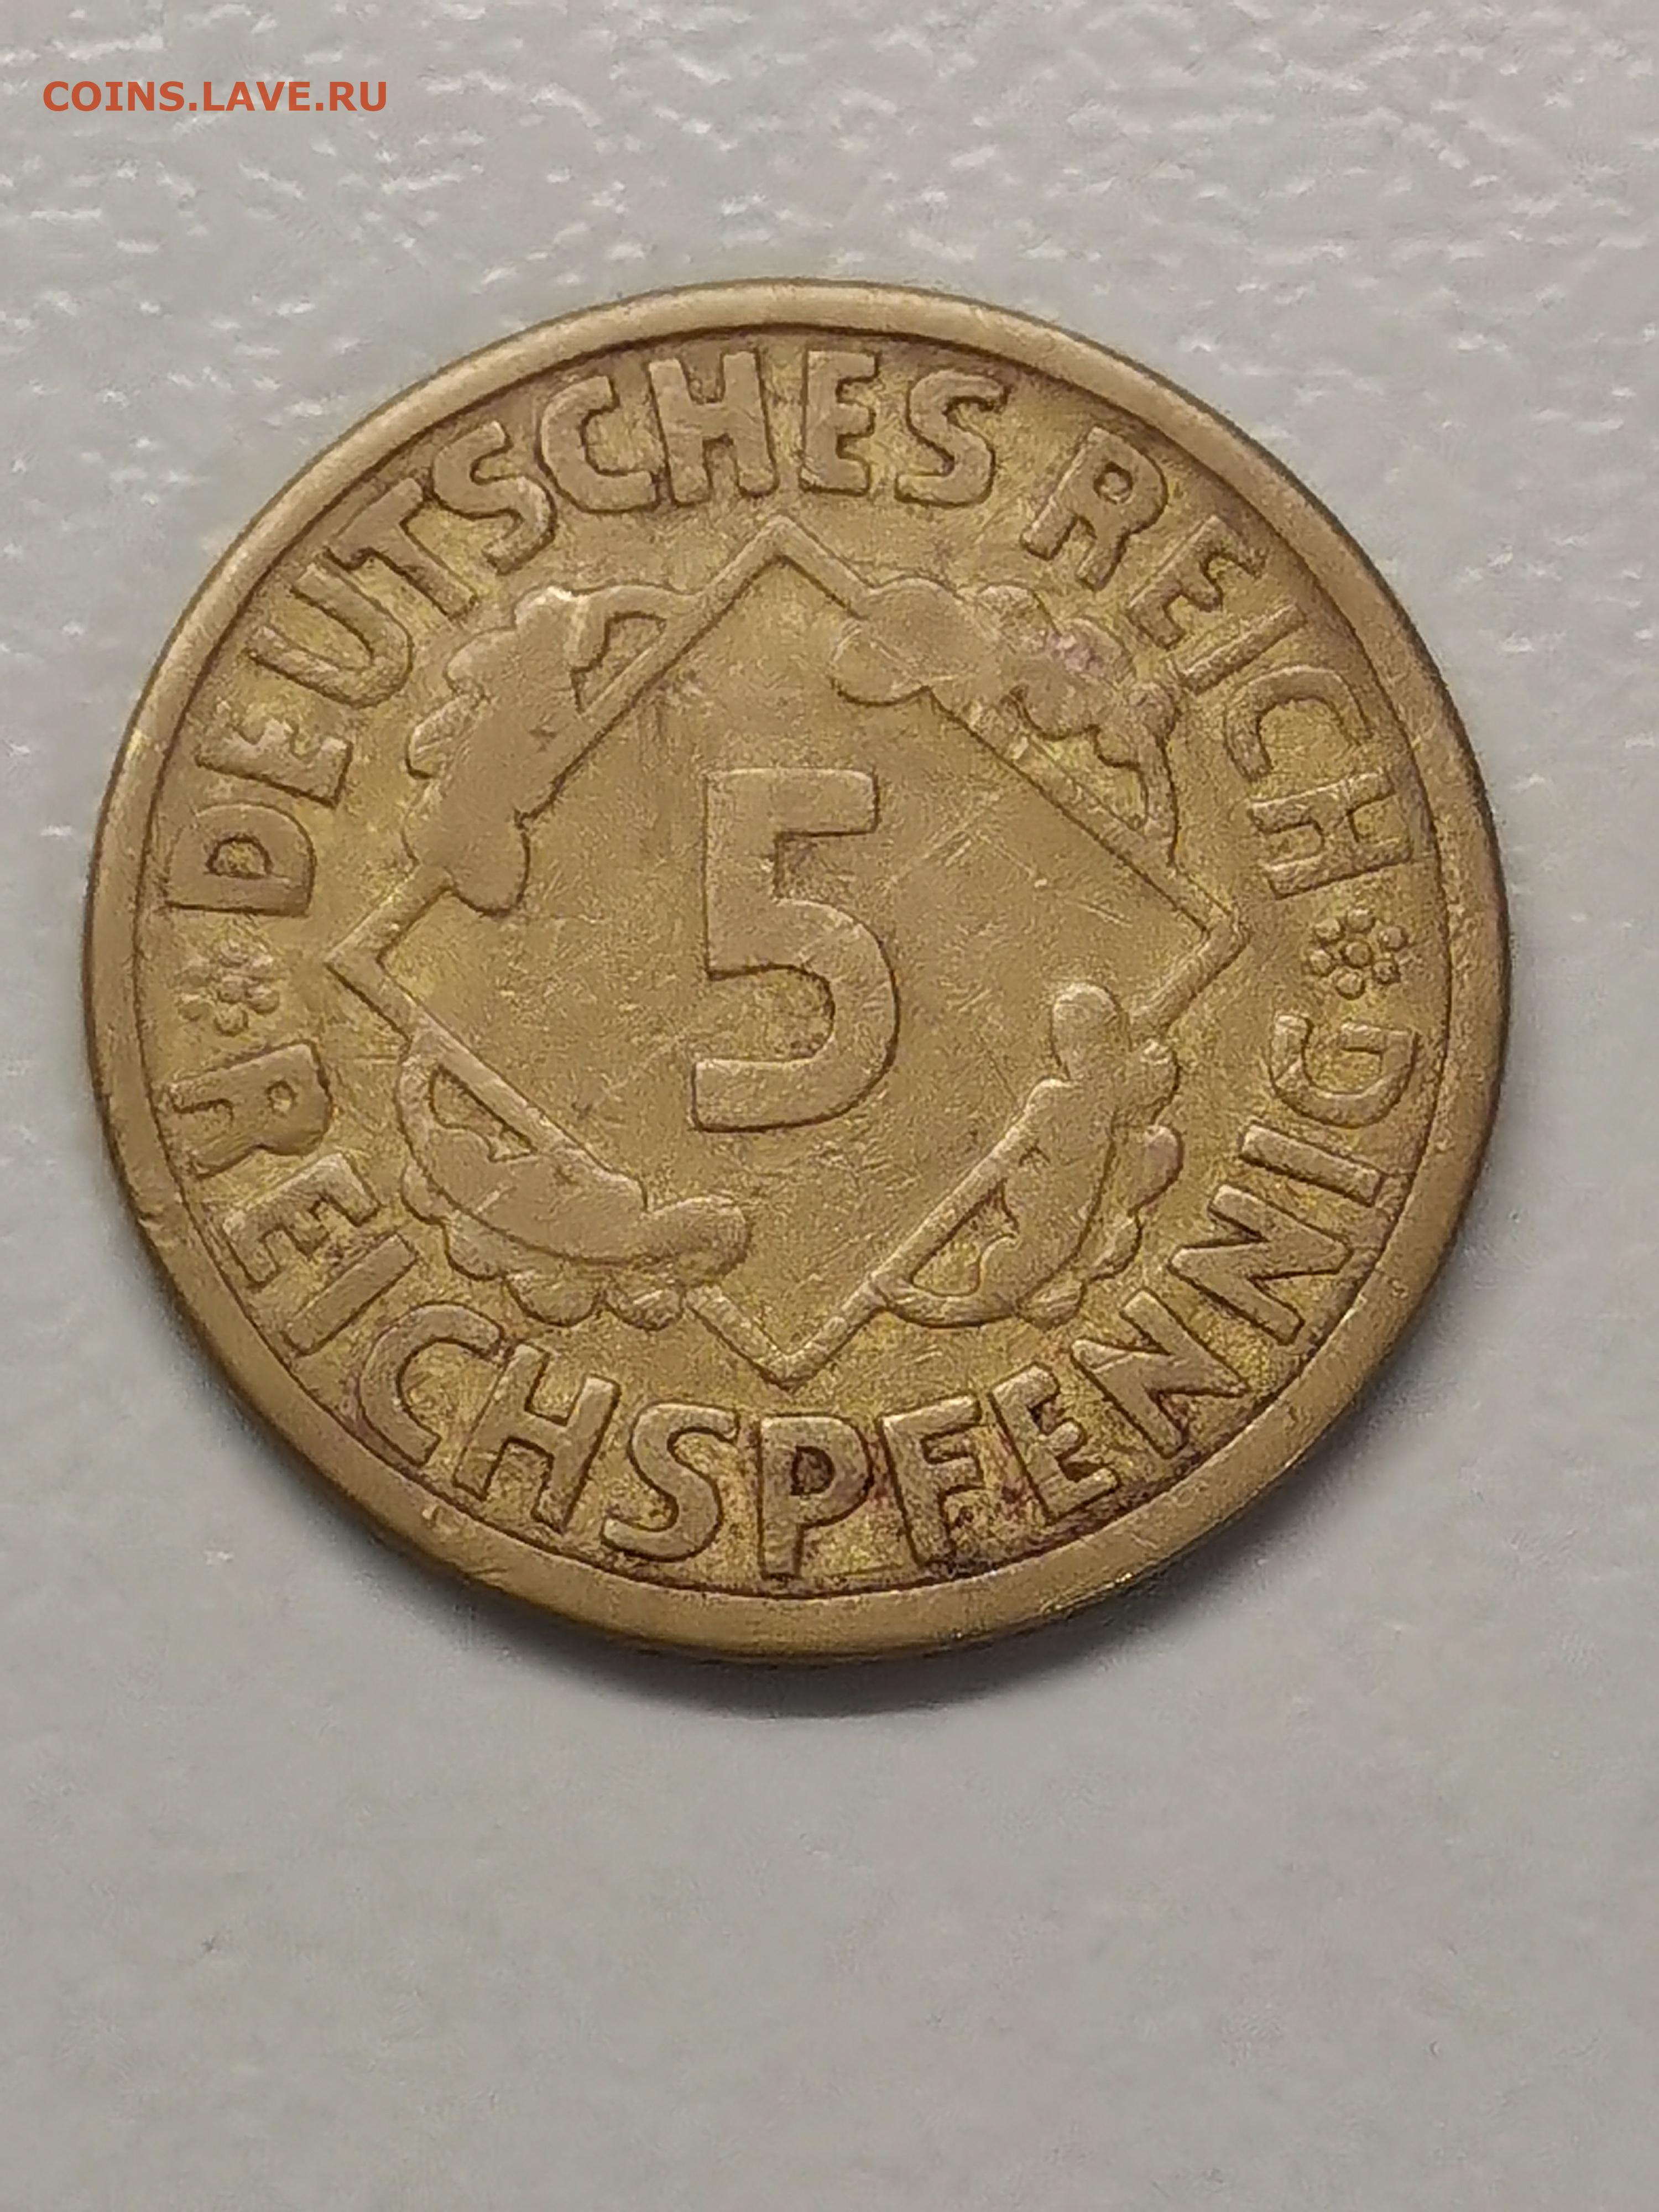 COINS.LAVE.RU
DEUTSCHES REICH
5
REICHSPFENNIG